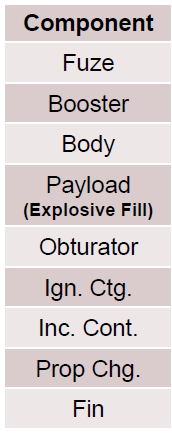 Component
Fuze
Booster
Body
Payload
(Explosive Fill)
Obturator
Ign. Ctg.
Inc. Cont.
Prop Chg.
Fin